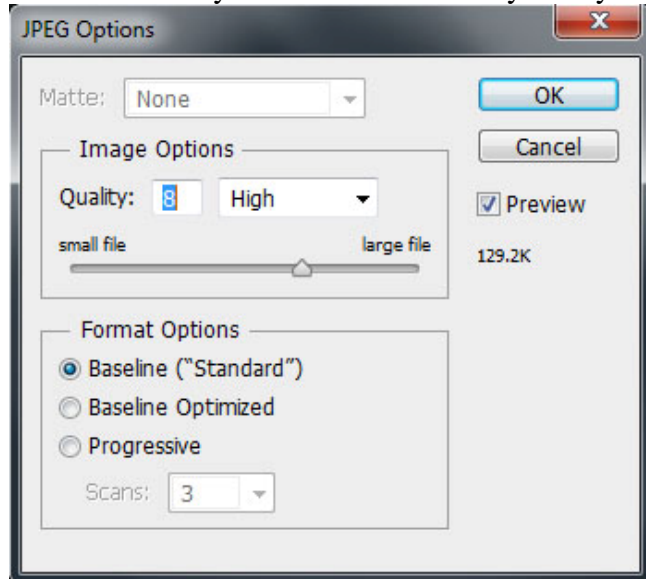 JPEG Options
Matte: None
OK
Image Options
Cancel
Quality: 8 High
Preview
small file large file
129.2K
Format Options
Baseline (“Standard”)
Baseline Optimized
Progressive
Scans: 3